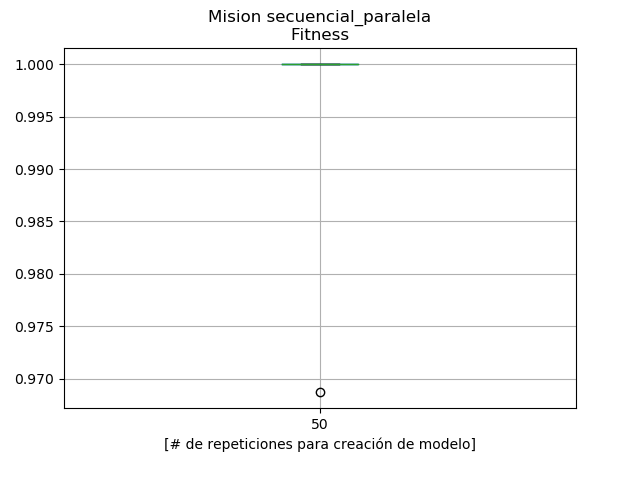 Mision secuencial_paralela
Fitness
1.000
0.995
0.990
0.985
0.980
0.975
0.970
50
[# de repeticiones para creación de modelo]